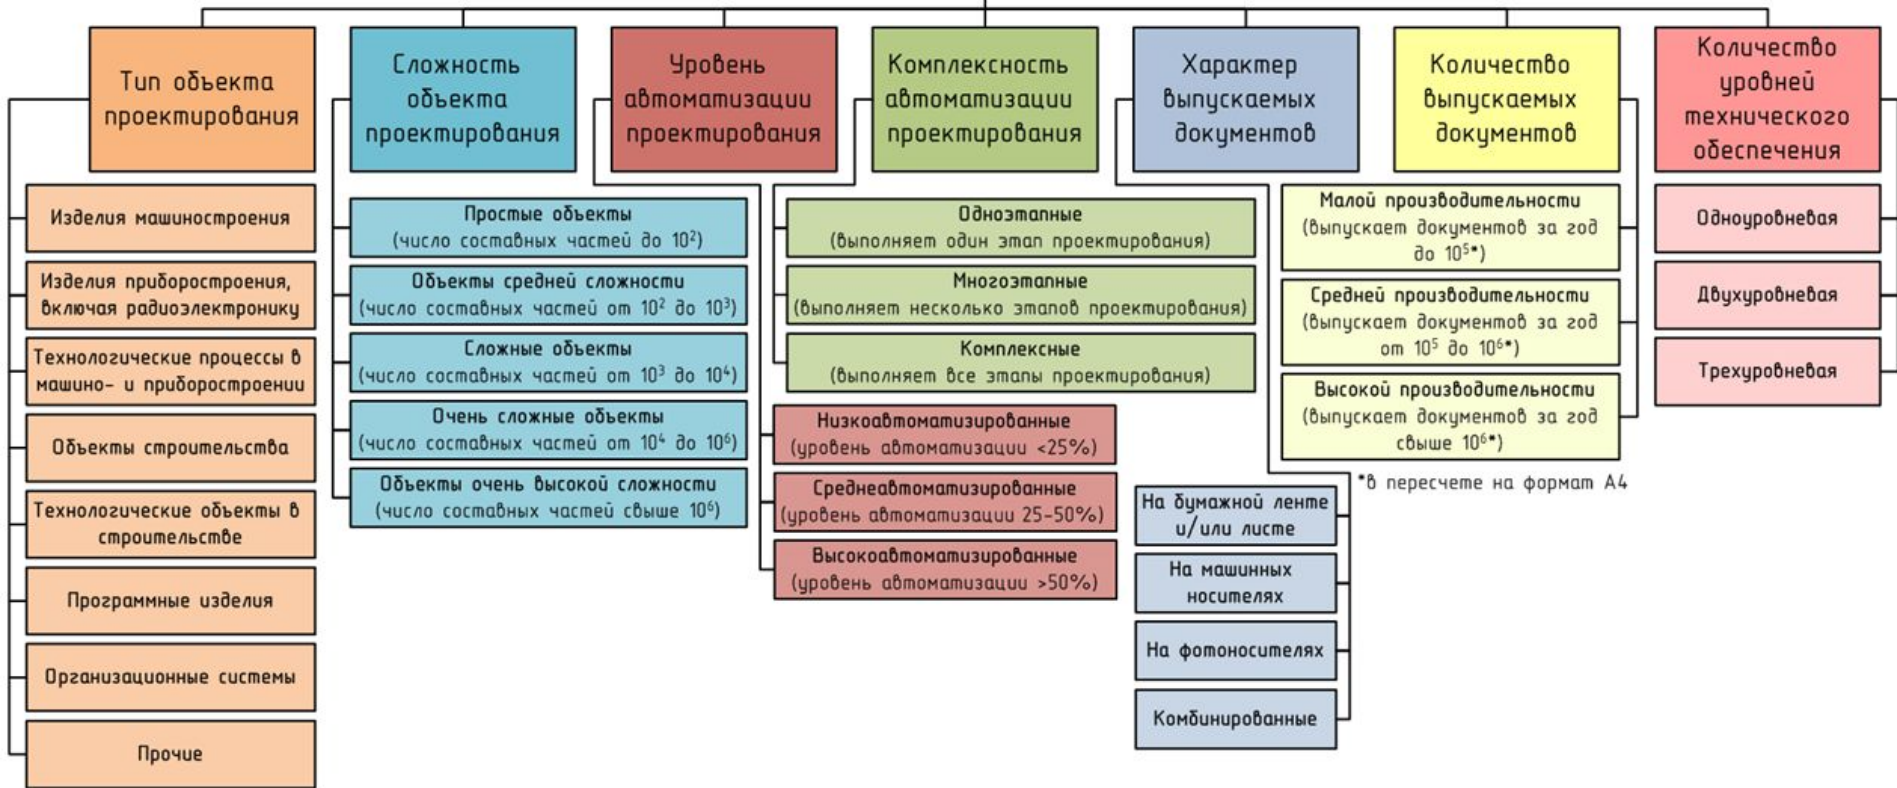 Тип объекта
проектирования
Изделия машиностроения
Изделия приборостроения,
включая радиоэлектронику
Технологические процессы в
машино- и приборостроении
Объекты строительства
Технологические объекты в
строительстве
Программные изделия
Организационные системы
Прочие
Сложность
объекта
проектирования
Простые объекты
(число составных частей до 10²)
Объекты средней сложности
(число составных частей от 10² до 10³)
Сложные объекты
(число составных частей от 10³ до 10⁴)
Очень сложные объекты
(число составных частей от 10⁴ до 10⁶)
Объекты очень высокой сложности
(число составных частей свыше 10⁶)
Уровень
автоматизации
проектирования
Низкоавтоматизированные
(уровень автоматизации <25%)
Среднеавтоматизированные
(уровень автоматизации 25-50%)
Высокоавтоматизированные
(уровень автоматизации >50%)
Комплексность
автоматизации
проектирования
Одноэтапные
(выполняет один этап проектирования)
Многоэтапные
(выполняет несколько этапов проектирования)
Комплексные
(выполняет все этапы проектирования)
Характер
выпускаемых
документов
На бумажной ленте
и/или листе
На машинных
носителях
На фотоносителях
Комбинированные
Количество
выпускаемых
документов
Малой производительности
(выпускает документов за год
до 10⁵*)
Средней производительности
(выпускает документов за год
от 10⁵ до 10⁶*)
Высокой производительности
(выпускает документов за год
свыше 10⁶*)
*в пересчете на формат А4
Количество
уровней
технического
обеспечения
Одноуровневая
Двухуровневая
Трехуровневая